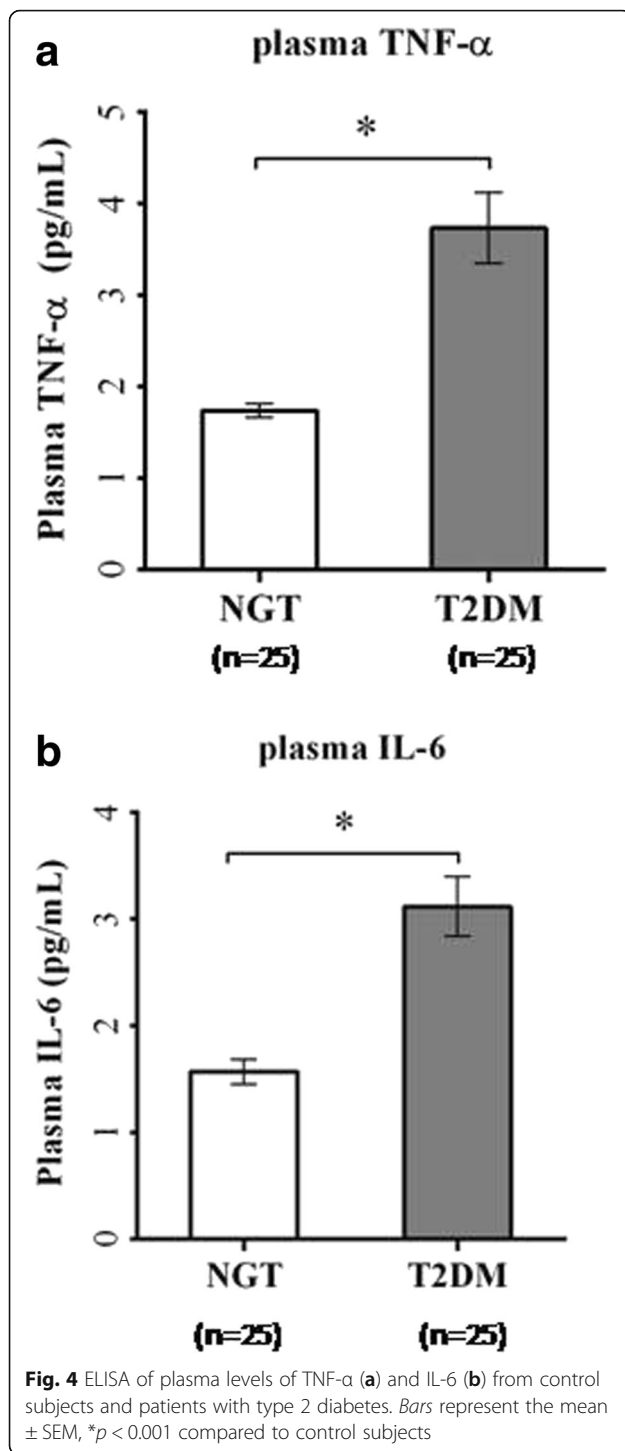 a
plasma TNF-α
*
Plasma TNF-α (pg/mL)
5
4
3
2
1
0
NGT
T2DM
(n=25)
(n=25)
b
plasma IL-6
*
Plasma IL-6 (pg/mL)
4
3
2
1
0
NGT
T2DM
(n=25)
(n=25)
Fig. 4 ELISA of plasma levels of TNF-α (a) and IL-6 (b) from control
subjects and patients with type 2 diabetes. Bars represent the mean
± SEM, *p < 0.001 compared to control subjects